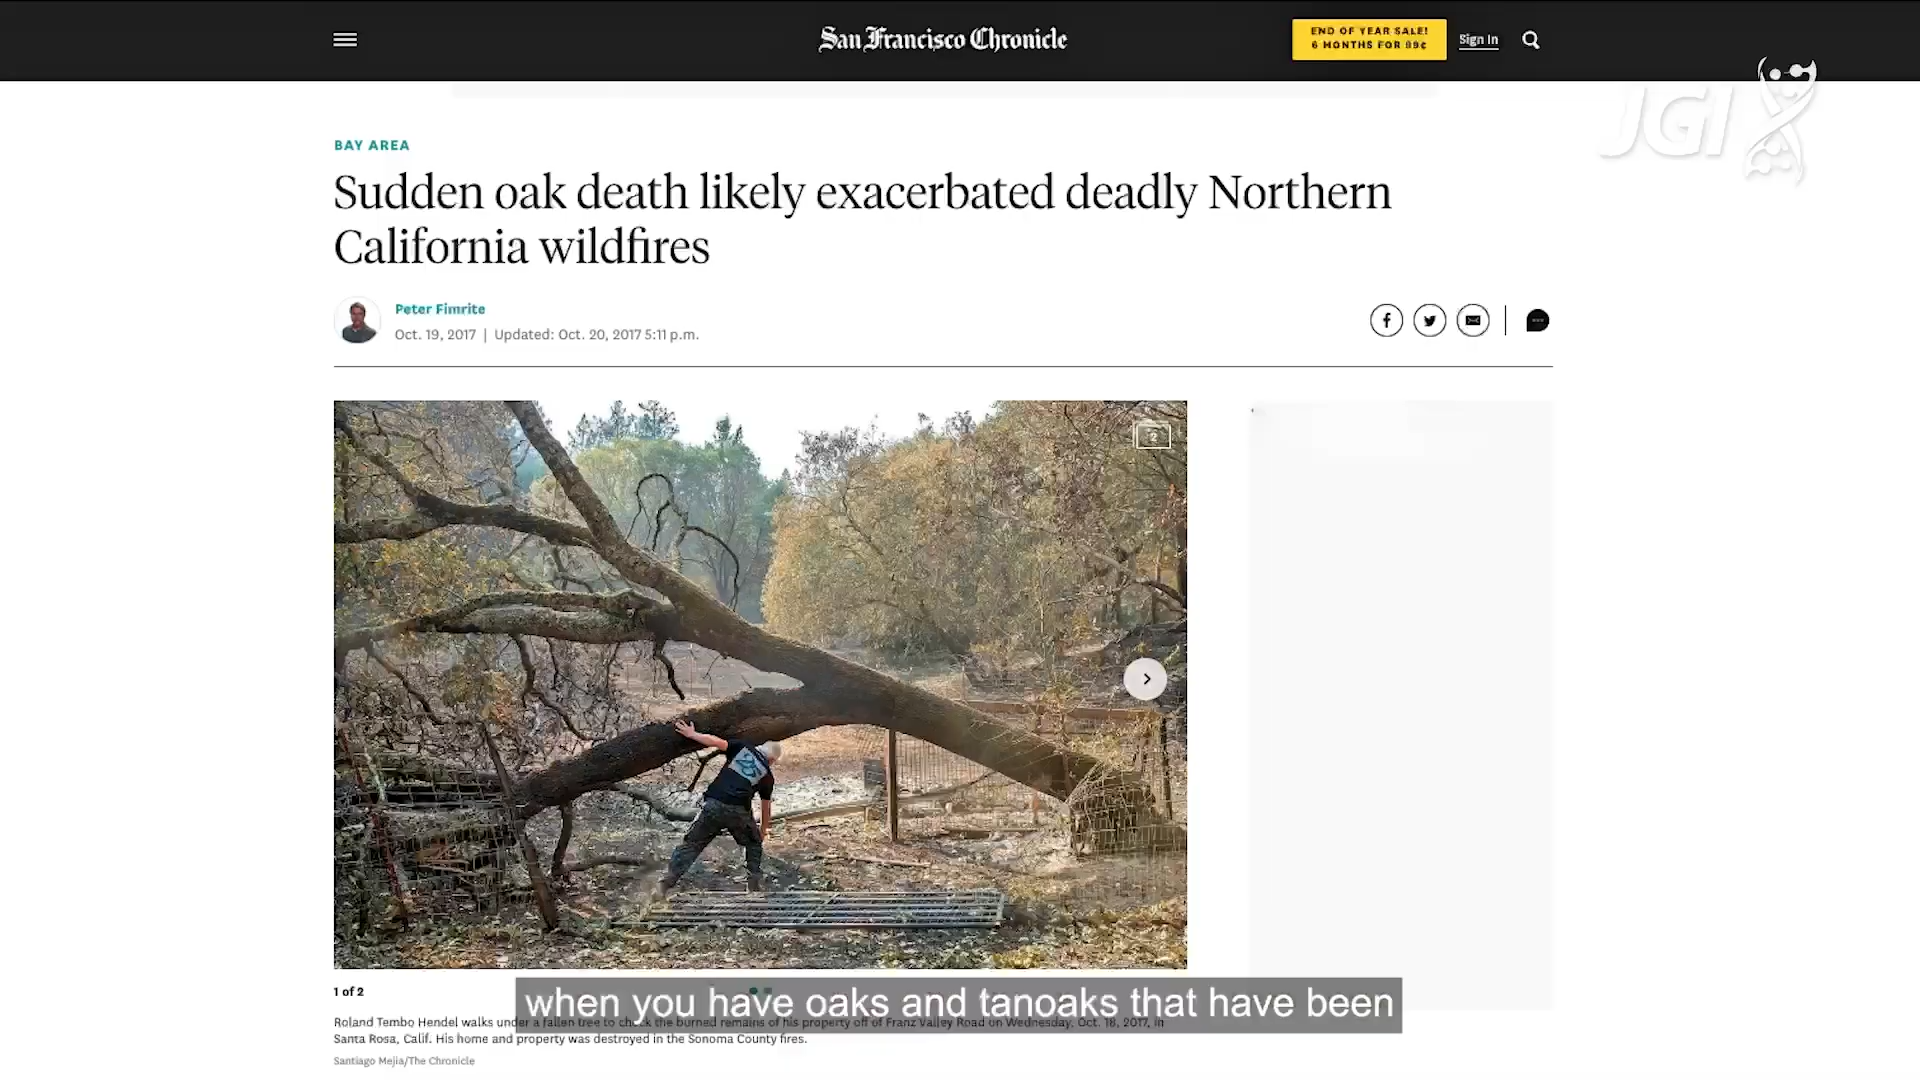 San Francisco Chronicle
END OF YEAR SALE!
6 MONTHS FOR 99¢
Sign In
JGI
BAY AREA
Sudden oak death likely exacerbated deadly Northern
California wildfires
Peter Fimrite
Oct. 19, 2017 | Updated: Oct. 20, 2017 5:11 p.m.
2
1 of 2
when you have oaks and tanoaks that have been
Roland Tembo Hendel walks under a fallen tree to check the burned remains of his property off of Franz Valley Road on Wednesday, Oct. 18, 2017, in
Santa Rosa, Calif. His home and property was destroyed in the Sonoma County fires.
Santiago Mejia/The Chronicle